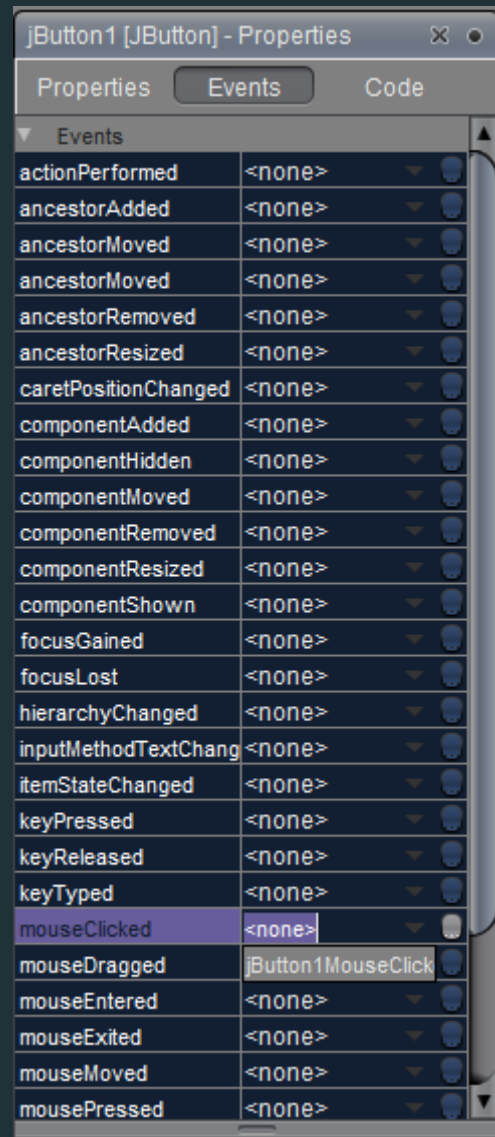 jButton1 [JButton] - Properties
Properties Events Code
Events
actionPerformed <none>
ancestorAdded <none>
ancestorMoved <none>
ancestorMoved <none>
ancestorRemoved <none>
ancestorResized <none>
caretPositionChanged <none>
componentAdded <none>
componentHidden <none>
componentMoved <none>
componentRemoved <none>
componentResized <none>
componentShown <none>
focusGained <none>
focusLost <none>
hierarchyChanged <none>
inputMethodTextChang <none>
itemStateChanged <none>
keyPressed <none>
keyReleased <none>
keyTyped <none>
mouseClicked <none>
mouseDragged jButton1MouseClick
mouseEntered <none>
mouseExited <none>
mouseMoved <none>
mousePressed <none>